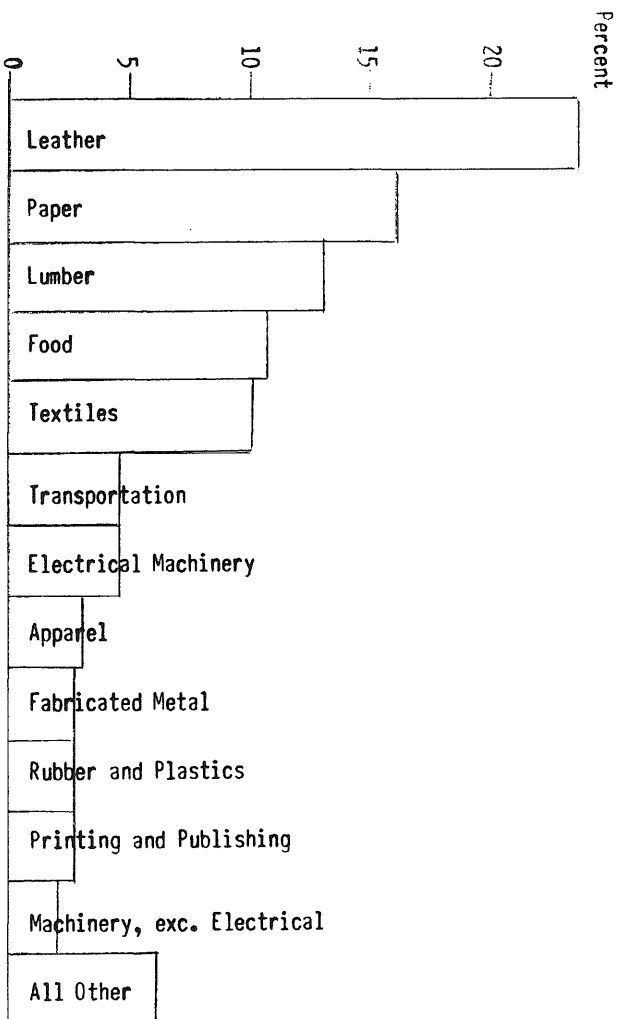 Percent
0
5
10
15
20
Leather
Paper
Lumber
Food
Textiles
Transportation
Electrical Machinery
Apparel
Fabricated Metal
Rubber and Plastics
Printing and Publishing
Machinery, exc. Electrical
All Other